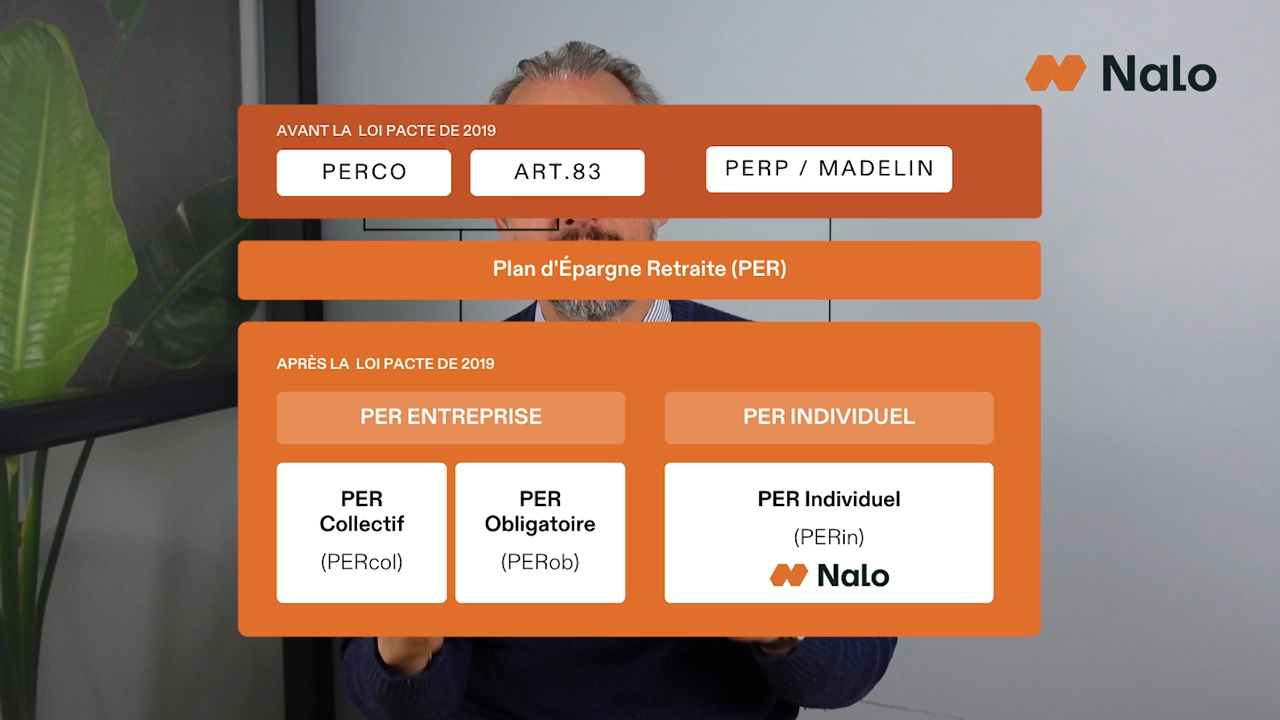 Nalo
AVANT LA LOI PACTE DE 2019
PERCO
ART.83
PERP / MADELIN
Plan d'Épargne Retraite (PER)
APRÈS LA LOI PACTE DE 2019
PER ENTREPRISE
PER INDIVIDUEL
PER
Collectif
(PERcol)
PER
Obligatoire
(PERob)
PER Individuel
(PERin)
Nalo